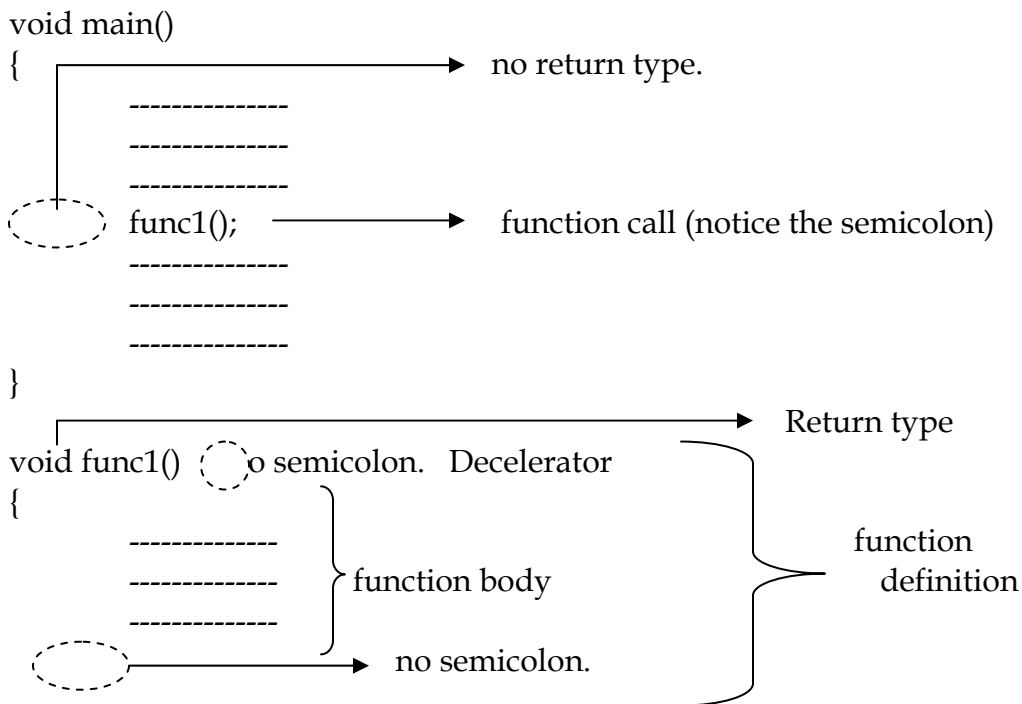 void main()
{ no return type.
---------------
---------------
---------------
func1(); function call (notice the semicolon)
---------------
---------------
---------------
}
Return type
void func1() o semicolon. Decelerator
{
--------------
function
--------------
function body
definition
--------------
no semicolon.